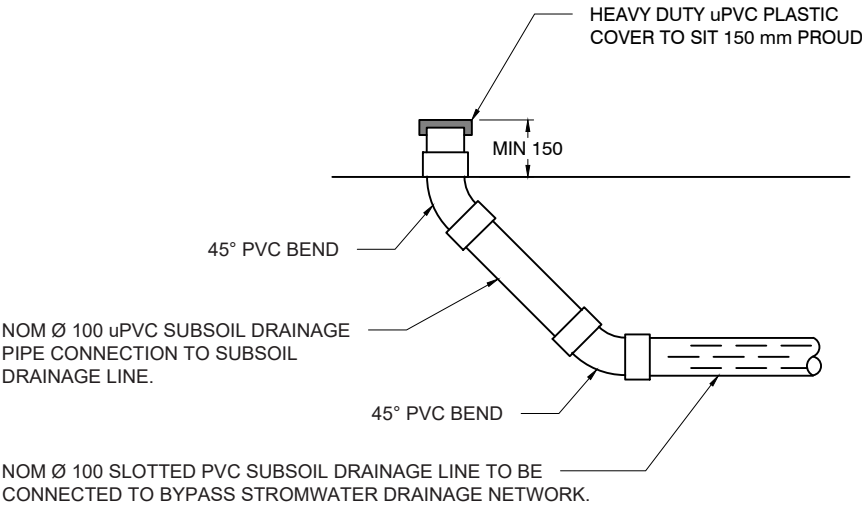 HEAVY DUTY uPVC PLASTIC
COVER TO SIT 150 mm PROUD
MIN 150
45° PVC BEND
NOM Ø 100 uPVC SUBSOIL DRAINAGE
PIPE CONNECTION TO SUBSOIL
DRAINAGE LINE.
45° PVC BEND
NOM Ø 100 SLOTTED PVC SUBSOIL DRAINAGE LINE TO BE
CONNECTED TO BYPASS STROMWATER DRAINAGE NETWORK.